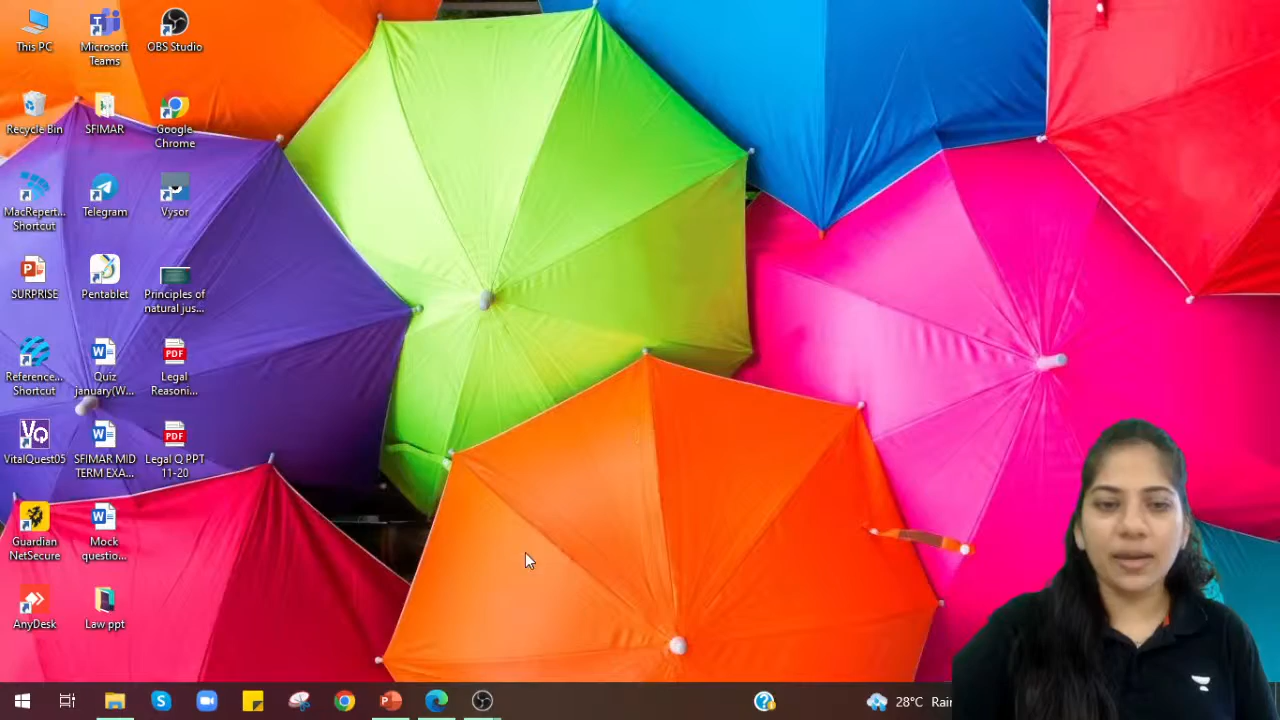 This PC
Microsoft
Teams
OBS Studio
Recycle Bin
SFIMAR
Google
Chrome
MacRepert...
Shortcut
Telegram
Vysor
SURPRISE
Pentablet
Principles of
natural jus...
Reference...
Shortcut
Quiz
january(W...
Legal
Reasoni...
VitalQuest05
SFIMAR MID
TERM EXA...
Legal Q PPT
11-20
Guardian
NetSecure
Mock
questio...
AnyDesk
Law ppt
28°C Rai